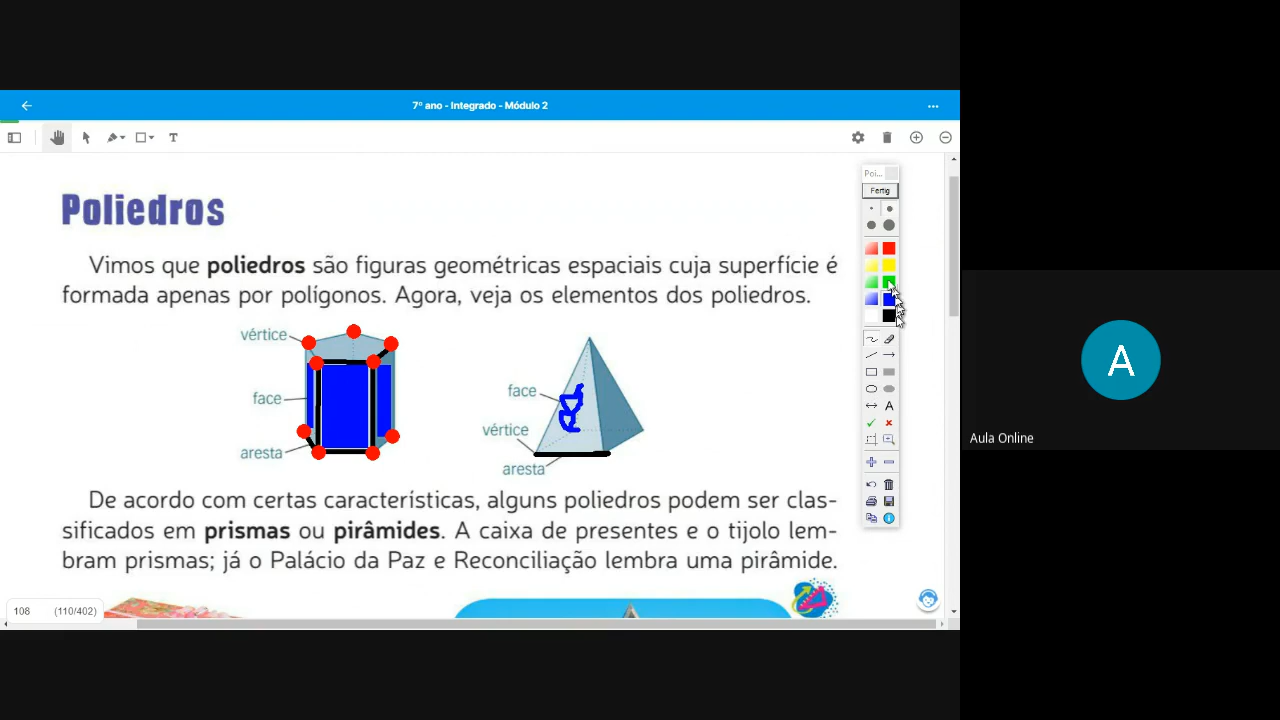 7º ano - Integrado - Módulo 2
T
Poi...
Fertig
Poliedros
Vimos que poliedros são figuras geométricas espaciais cuja superfície é
formada apenas por polígonos. Agora, veja os elementos dos poliedros.
vértice
face
aresta
face
vértice
aresta
A
A
Aula Online
De acordo com certas características, alguns poliedros podem ser clas-
sificados em prismas ou pirâmides. A caixa de presentes e o tijolo lem-
bram prismas; já o Palácio da Paz e Reconciliação lembra uma pirâmide.
108 (110/402)